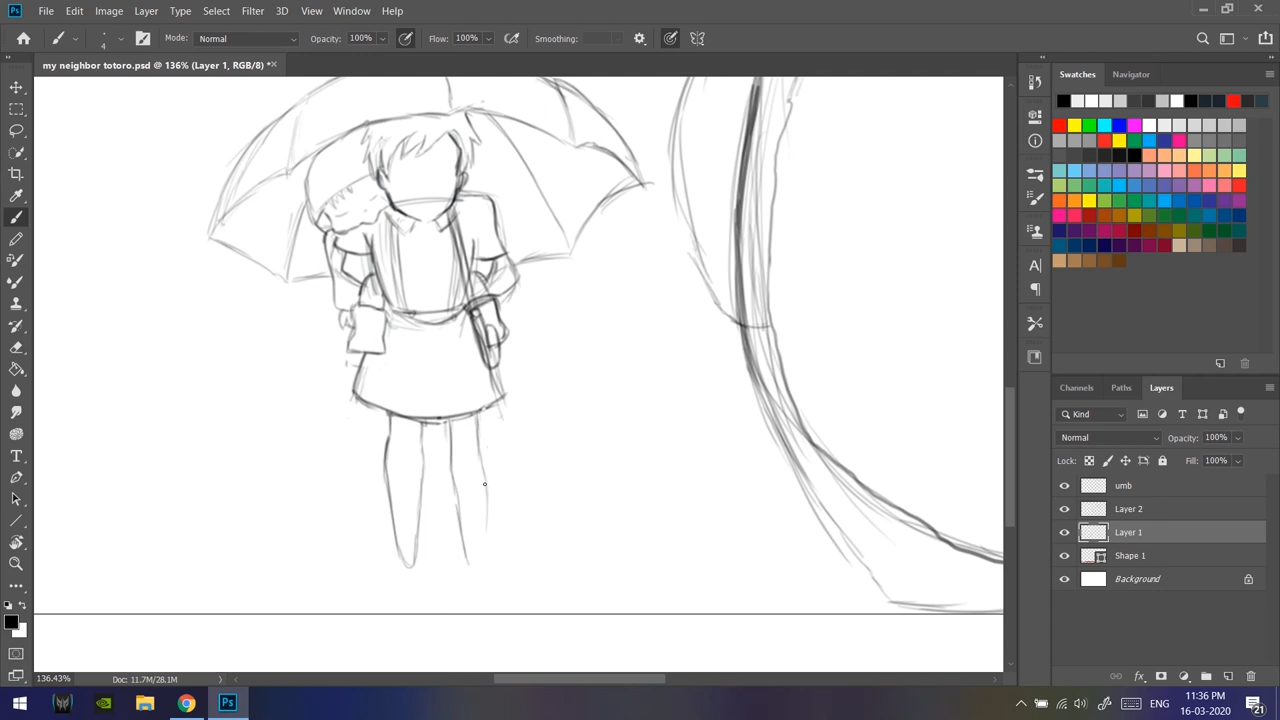 Ps File Edit Image Layer Type Select Filter 3D View Window Help
4 Mode: Normal Opacity: 100% Flow: 100% Smoothing:
my neighbor totoro.psd @ 136% (Layer 1, RGB/8) *
Swatches Navigator
Channels Paths Layers
Kind
Normal Opacity: 100%
Lock: Fill: 100%
umb
Layer 2
Layer 1
Shape 1
Background
136.43% Doc: 11.7M/28.1M
Ps ENG 11:36 PM 16-03-2020 21